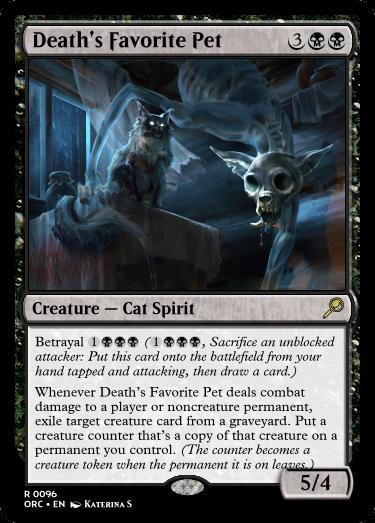 Death's Favorite Pet 3
Creature — Cat Spirit
Betrayal 1 (1, Sacrifice an unblocked
attacker: Put this card onto the battlefield from your
hand tapped and attacking, then draw a card.)
Whenever Death's Favorite Pet deals combat
damage to a player or noncreature permanent,
exile target creature card from a graveyard. Put a
creature counter that's a copy of that creature on a
permanent you control. (The counter becomes a
creature token when the permanent it is on leaves.)
5/4
R 0096
ORC • EN Katerina S